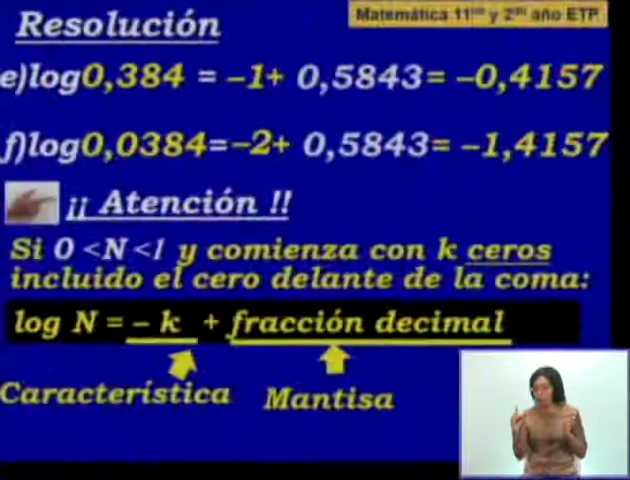 Matemática 11no y 2do año ETP
Resolución
e)log0,384 = –1+ 0,5843= –0,4157
f)log0,0384=–2+ 0,5843= –1,4157
¡¡ Atención !!
Si 0 <N <1 y comienza con k ceros
incluido el cero delante de la coma:
log N = – k + fracción decimal
Característica Mantisa